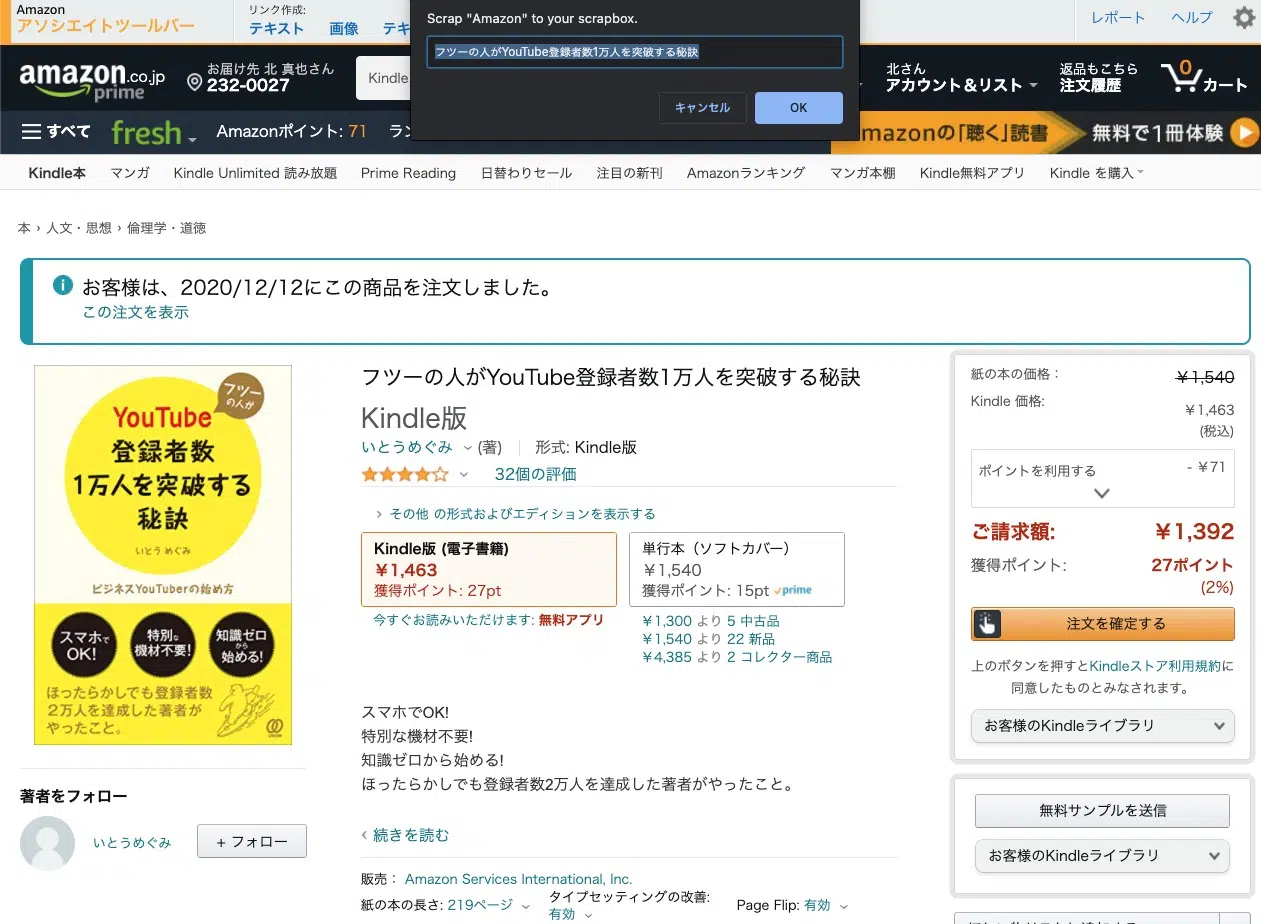 Amazon
アソシエイトツールバー
リンク作成:
テキスト 画像 テキ
レポート ヘルプ
Scrap "Amazon" to your scrapbox.
フツーの人がYouTube登録者数1万人を突破する秘訣
キャンセル OK
amazon.co.jp
prime
お届け先 北 真也さん
232-0027
Kindle
北さん
アカウント&リスト
返品もこちら
注文履歴
0
カート
すべて
fresh
Amazonポイント: 71
ラン
mazonの「聴く」読書
無料で1冊体験
Kindle本 マンガ Kindle Unlimited 読み放題 Prime Reading 日替わりセール 注目の新刊 Amazonランキング マンガ本棚 Kindle無料アプリ Kindle を購入
本 › 人文・思想 › 倫理学・道徳
お客様は、2020/12/12にこの商品を注文しました。
この注文を表示
フツー
の人が
YouTube
登録者数
1万人を突破する
秘訣
いとう めぐみ
ビジネスYouTuberの始め方
スマホで
OK!
特別な
機材不要!
知識ゼロ
から
始める!
ほったらかしでも登録者数
2万人を達成した著者が
やったこと。
著者をフォロー
いとうめぐみ
+ フォロー
フツーの人がYouTube登録者数1万人を突破する秘訣
Kindle版
いとうめぐみ (著) 形式: Kindle版
32個の評価
› その他 の形式およびエディションを表示する
Kindle版 (電子書籍)
￥1,463
獲得ポイント: 27pt
今すぐお読みいただけます: 無料アプリ
単行本（ソフトカバー）
￥1,540
獲得ポイント: 15pt prime
￥1,300 より 5 中古品
￥1,540 より 22 新品
￥4,385 より 2 コレクター商品
スマホでOK!
特別な機材不要!
知識ゼロから始める!
ほったらかしでも登録者数2万人を達成した著者がやったこと。
‹ 続きを読む
販売： Amazon Services International, Inc.
紙の本の長さ: 219ページ
タイプセッティングの改善:
有効
Page Flip: 有効
紙の本の価格： ￥1,540
Kindle 価格: ￥1,463
(税込)
ポイントを利用する - ￥71
ご請求額: ￥1,392
獲得ポイント: 27ポイント
(2%)
注文を確定する
上のボタンを押すとKindleストア利用規約に
同意したものとみなされます。
お客様のKindleライブラリ
無料サンプルを送信
お客様のKindleライブラリ